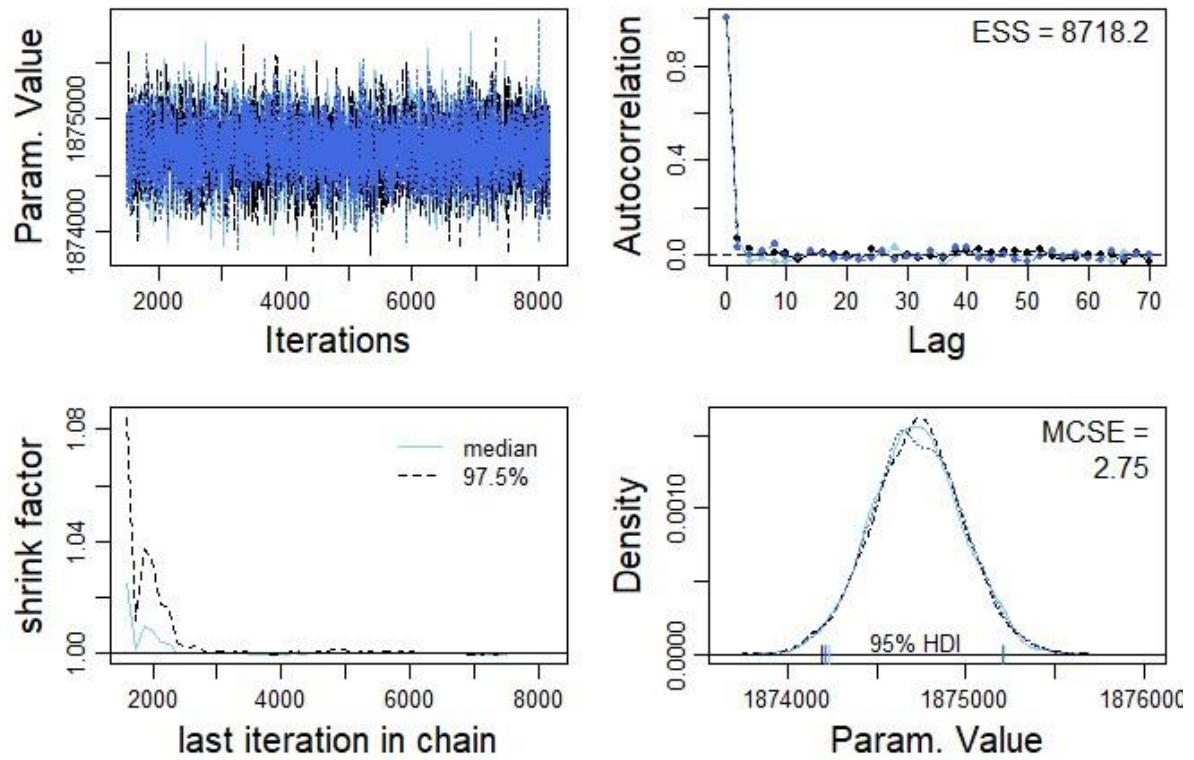 Param. Value
1874000
1875000
2000
4000
6000
8000
Iterations
Autocorrelation
0.0
0.4
0.8
ESS = 8718.2
0
10
20
30
40
50
60
70
Lag
shrink factor
1.00
1.04
1.08
median
97.5%
2000
4000
6000
8000
last iteration in chain
Density
0.0000
0.0010
MCSE =
2.75
95% HDI
1874000
1875000
1876000
Param. Value